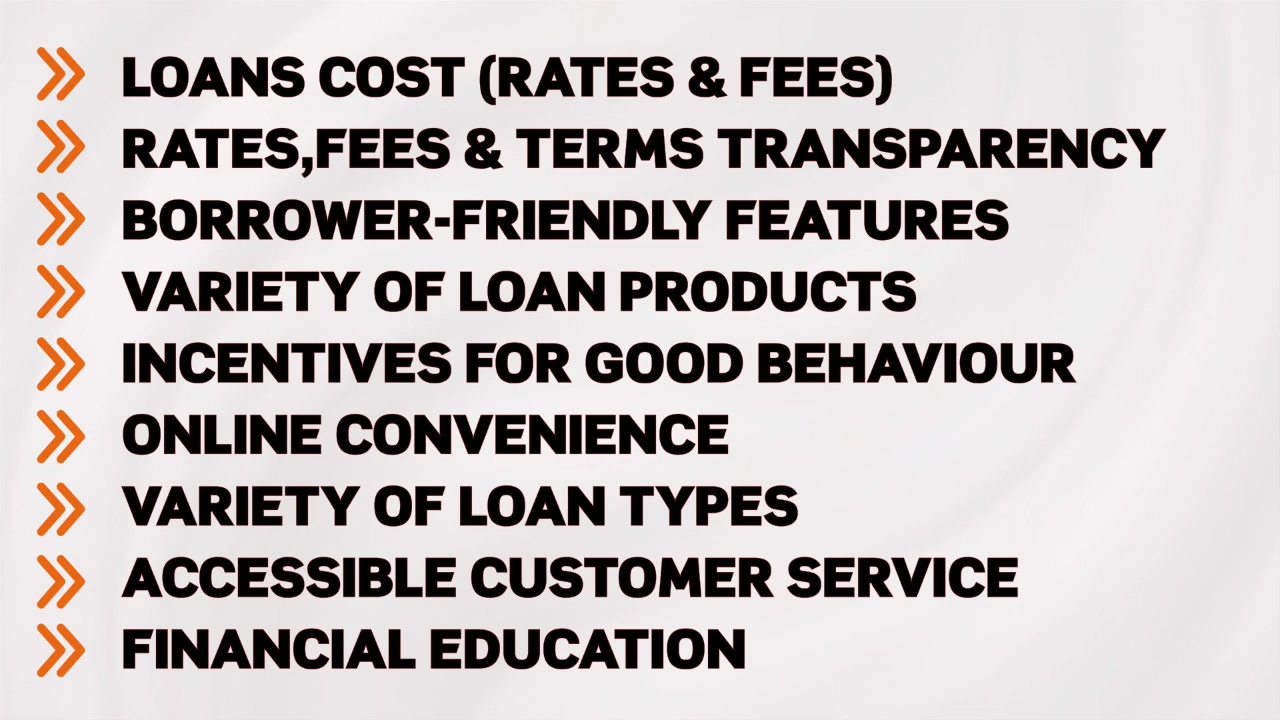 LOANS COST (RATES & FEES)
RATES,FEES & TERMS TRANSPARENCY
BORROWER-FRIENDLY FEATURES
VARIETY OF LOAN PRODUCTS
INCENTIVES FOR GOOD BEHAVIOUR
ONLINE CONVENIENCE
VARIETY OF LOAN TYPES
ACCESSIBLE CUSTOMER SERVICE
FINANCIAL EDUCATION